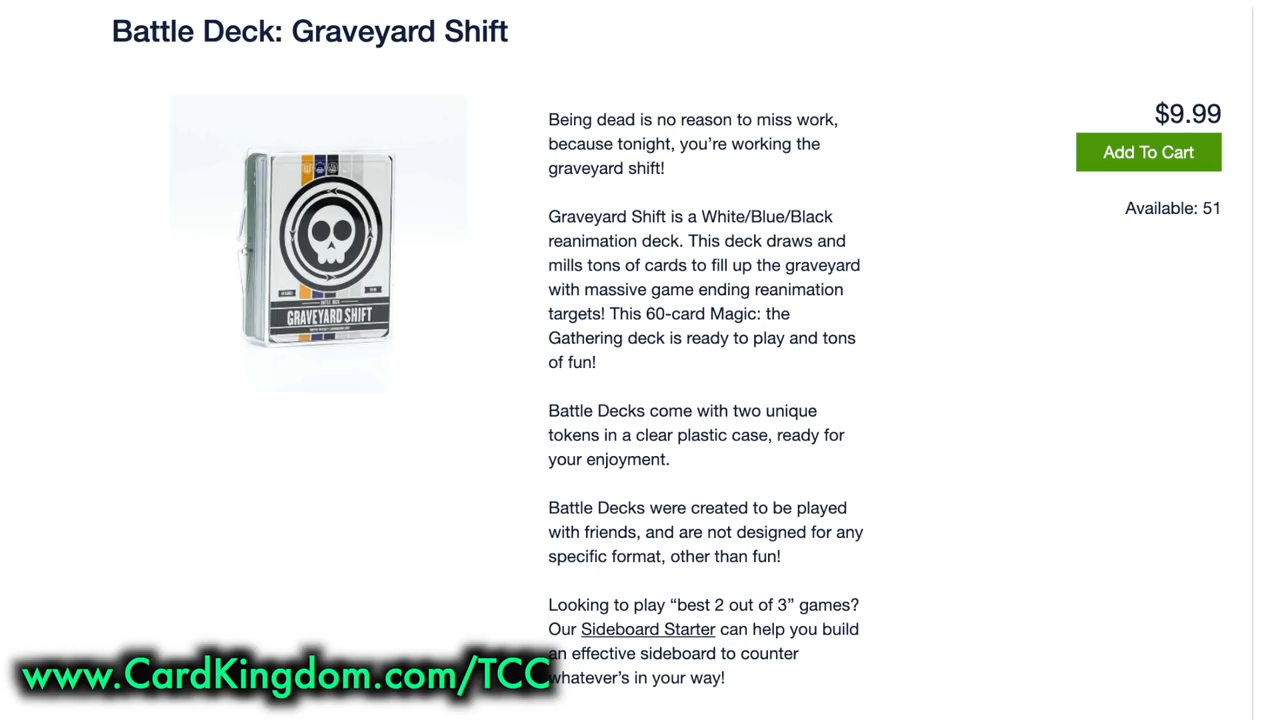 Battle Deck: Graveyard Shift
Being dead is no reason to miss work,
because tonight, you’re working the
graveyard shift!
$9.99
Add To Cart
Available: 51
Graveyard Shift is a White/Blue/Black
reanimation deck. This deck draws and
mills tons of cards to fill up the graveyard
with massive game ending reanimation
targets! This 60-card Magic: the
Gathering deck is ready to play and tons
of fun!
GRAVEYARD SHIFT
Battle Decks come with two unique
tokens in a clear plastic case, ready for
your enjoyment.
Battle Decks were created to be played
with friends, and are not designed for any
specific format, other than fun!
Looking to play “best 2 out of 3” games?
Our Sideboard Starter can help you build
an effective sideboard to counter
whatever’s in your way!
www.CardKingdom.com/TCC